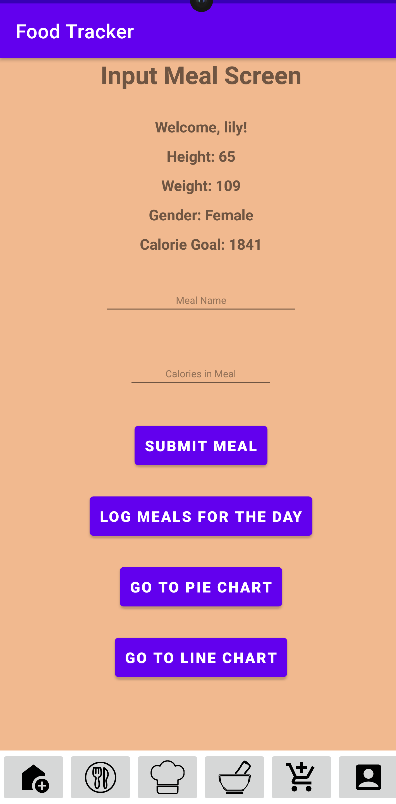 Food Tracker
Input Meal Screen
Welcome, lily!
Height: 65
Weight: 109
Gender: Female
Calorie Goal: 1841
Meal Name
Calories in Meal
SUBMIT MEAL
LOG MEALS FOR THE DAY
GO TO PIE CHART
GO TO LINE CHART